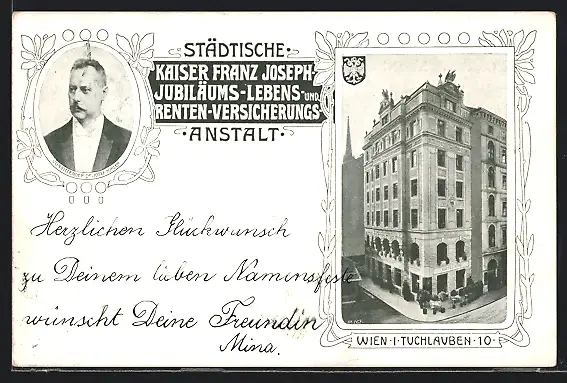 STÄDTISCHE
KAISER FRANZ JOSEPH-
JUBILÄUMS-LEBENS- UND
RENTEN-VERSICHERUNGS
ANSTALT
Herzlichen Glückwunsch
zu Deinem lieben Namensfeste
wünscht Deine Freundin
Mina.
WIEN · I · TUCHLAUBEN · 10 ·